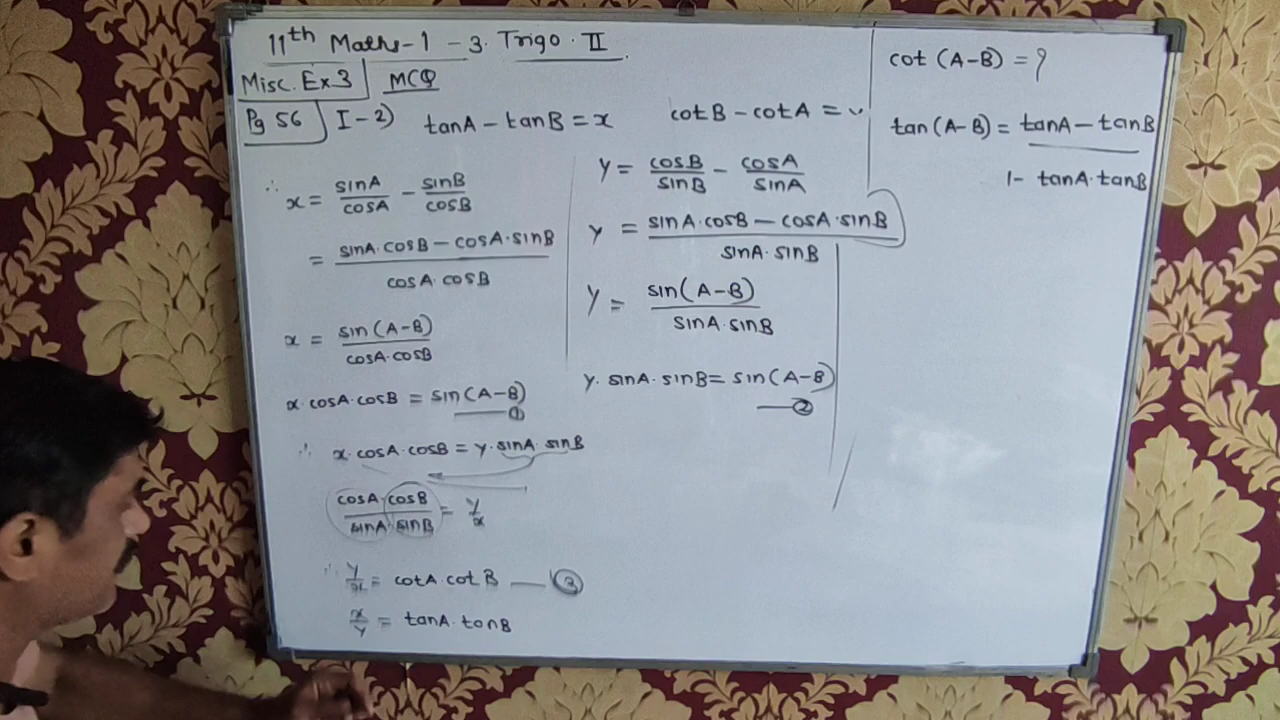 11th Maths-1 - 3. Trigo. II
Misc. Ex.3 MCQ
Pg 56 I-2) tanA - tanB = x cotB - cotA =
∴ x = sinA/cosA - sinB/cosB
= sinA.cosB - cosA.sinB / cosA.cosB
x = sin(A-B) / cosA.cosB
x.cosA.cosB = sin(A-B) ——①
∴ x.cosA.cosB = y.sinA.sinB
cosA.cosB / sinA.sinB = y/x
∴ y/x = cotA.cotB ——③
x/y = tanA.tanB
y = cosB/sinB - cosA/sinA
y = sinA.cosB - cosA.sinB / sinA.sinB
y = sin(A-B) / sinA.sinB
y.sinA.sinB = sin(A-B)
——②
cot (A-B) = ?
tan(A-B) = tanA - tanB
1- tanA.tanB